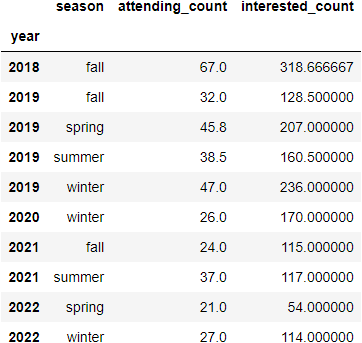 season attending_count interested_count
year
2018 fall 67.0 318.666667
2019 fall 32.0 128.500000
2019 spring 45.8 207.000000
2019 summer 38.5 160.500000
2019 winter 47.0 236.000000
2020 winter 26.0 170.000000
2021 fall 24.0 115.000000
2021 summer 37.0 117.000000
2022 spring 21.0 54.000000
2022 winter 27.0 114.000000